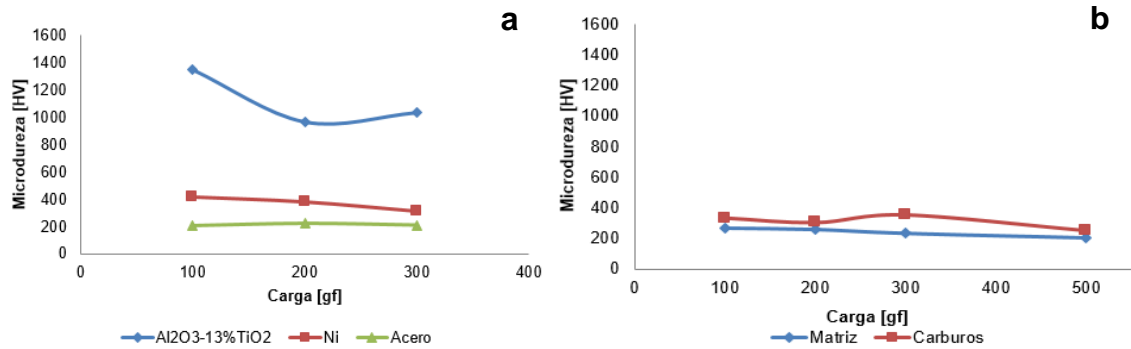 a
1600
1400
1200
1000
800
600
400
200
0
Microdureza [HV]
0 100 200 300 400
Carga [gf]
Al2O3-13%TiO2 Ni Acero
b
1600
1400
1200
1000
800
600
400
200
0
Microdureza [HV]
0 100 200 300 400 500
Carga [gf]
Matriz Carburos